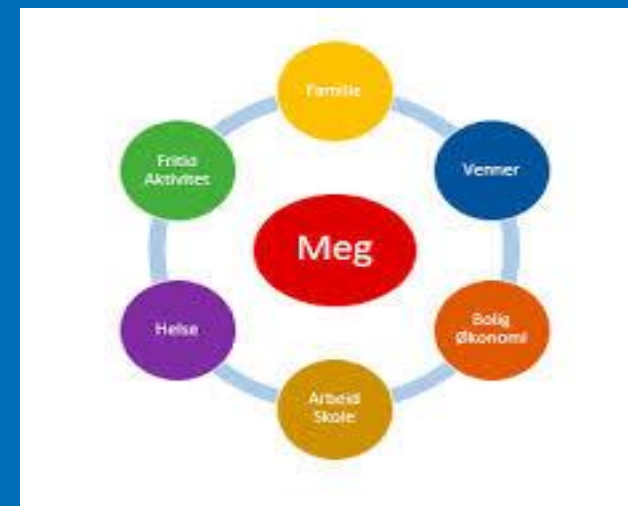 Familie
Venner
Bolig
Økonomi
Arbeid
Skole
Helse
Fritid
Aktivitet
Meg